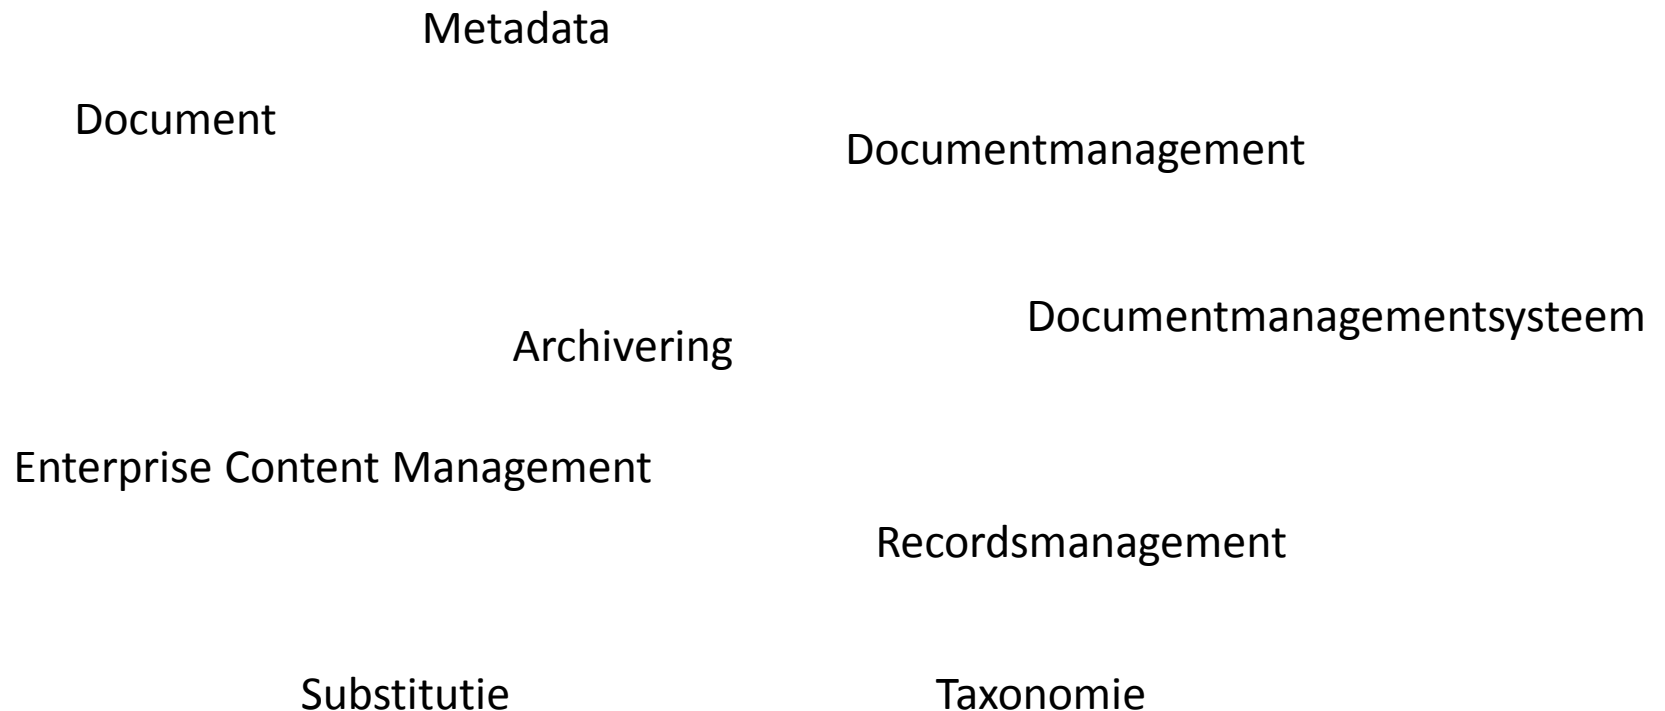 Metadata
Document
Documentmanagement
Documentmanagementsysteem
Archivering
Enterprise Content Management
Recordsmanagement
Substitutie
Taxonomie